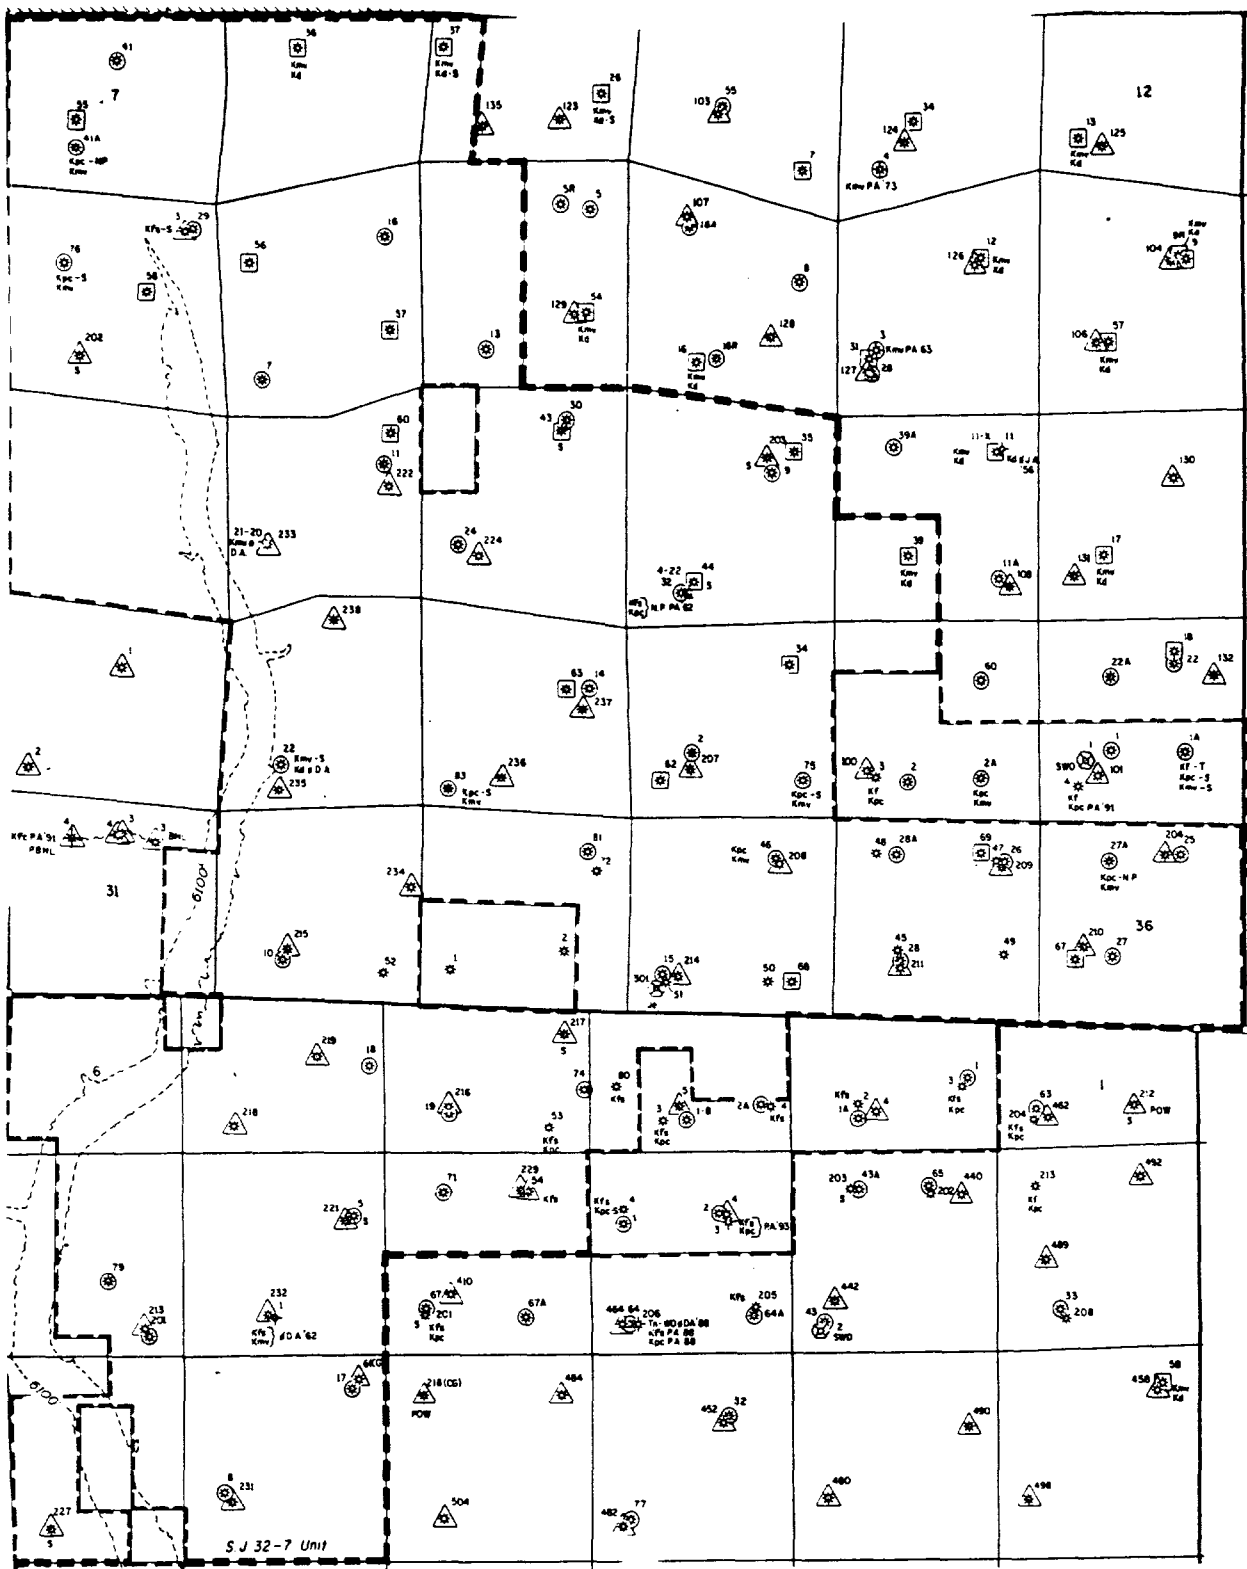 41
7
36
Kmv
Kd
37
Kmv
Kd-S
135
123
26
Kmv
Kd-S
103
55
34
124
4
Kmv PA '73
7
12
13
Kmv
Kd
125
55
41A
Kpc-NP
Kmv
3
29
Kfs-S
76
Kpc-S
Kmv
58
202
S
56
16
37
7
13
5R
5
107
18A
129
54
Kmv
Kd
8
128
16
Kmv
Kd
18R
126
12
Kmv
Kd
3
Kmv PA 63
31
127
28
104
9R
Kmv
Kd
9
106
57
Kmv
Kd
60
11
222
30
43
S
203
S
35
9
39A
11-X
11
Kmv
Kd
130
21-20
233
D A
24
224
4-22
32
44
S
Kfs
Kpc
N.P. PA '82
39
Kmv
Kd
11A
108
131
17
Kmv
Kd
238
1
2
34
63
14
237
60
22A
18
22
132
22
Kmv-S
Kd D A
235
83
Kpc-S
Kmv
236
2
207
62
75
Kpc-S
Kmv
100
3
Kf
Kpc
2
2A
Kpc
Kmv
1
SWD
4
Kf
Kpc PA '91
101
1
1A
Kf-T
Kpc-S
Kmv-S
4
Kfc PA '91
PBHL
4
3
3
BHL
31
6100'
81
72
234
46
Kpc
Kmv
208
48
28A
69
47
26
209
27A
Kpc-NP
Kmv
204
25
36
215
10
52
1
2
15
214
301
50
68
45
28
211
49
67
210
27
6
219
18
218
217
S
216
19
74
80
Kfs
53
Kfs
Kpc
5
3
Kfs
Kpc
1-B
2A
4
Kfs
Kfs
2
1A
4
1
3
Kfs
Kpc
1
63
204
Kfs
Kpc
462
212
S
POW
71
229
54
Kfs
221
5
S
Kfs
Kpc-S
4
1
2
4
3
Kfs
Kpc
PA '93
203
S
43A
65
202
440
213
Kf
Kpc
492
489
79
213
201
232
1
Kfs
Kmv
dDA '62
410
67
201
S
Kfs
Kpc
67A
464
64
206
Kfs PA 88
Kpc PA 88
Kfs
205
64A
442
43
2
SWD
33
208
6100
17
218(CG)
POW
484
32
452
490
58
458
Kmv
Kd
8
231
227
S
504
77
482
480
498
S.J 32-7 Unit